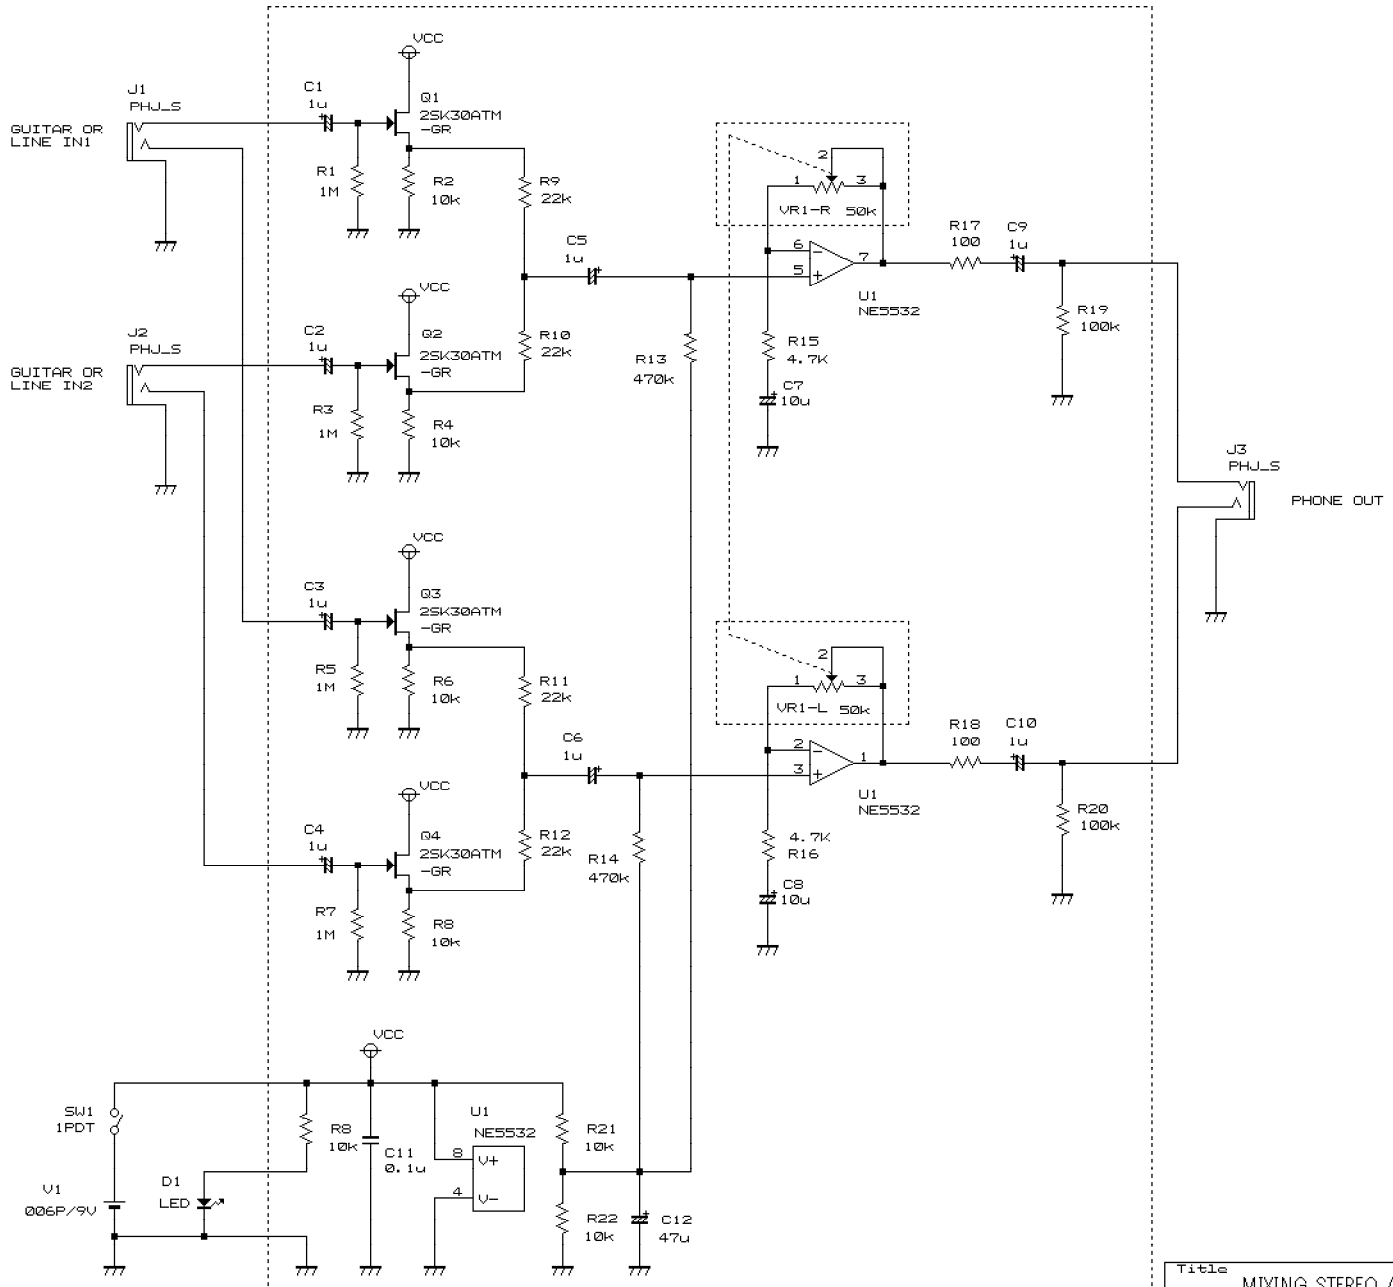 VCC
J1
PHJ_S
GUITAR OR
LINE IN1
C1
1u
+
Q1
2SK30ATM
-GR
R1
1M
R2
10k
R9
22k
2
1
3
VR1-R 50k
C5
1u
+
6
-
5
+
7
U1
NE5532
R17
100
C9
1u
+
R19
100k
VCC
J2
PHJ_S
GUITAR OR
LINE IN2
C2
1u
+
Q2
2SK30ATM
-GR
R10
22k
R3
1M
R4
10k
R13
470k
R15
4.7K
C7
+
10u
J3
PHJ_S
PHONE OUT
VCC
C3
1u
+
Q3
2SK30ATM
-GR
R5
1M
R6
10k
R11
22k
2
1
3
VR1-L 50k
C6
1u
+
2
-
3
+
1
U1
NE5532
R18
100
C10
1u
+
R20
100k
VCC
C4
1u
+
Q4
2SK30ATM
-GR
R12
22k
R14
470k
4.7K
R16
C8
+
10u
R7
1M
R8
10k
VCC
SW1
1PDT
R8
10k
C11
0.1u
U1
NE5532
8
V+
4
V-
R21
10k
V1
006P/9V
D1
LED
R22
10k
+
C12
47u
Title
MIXING STEREO